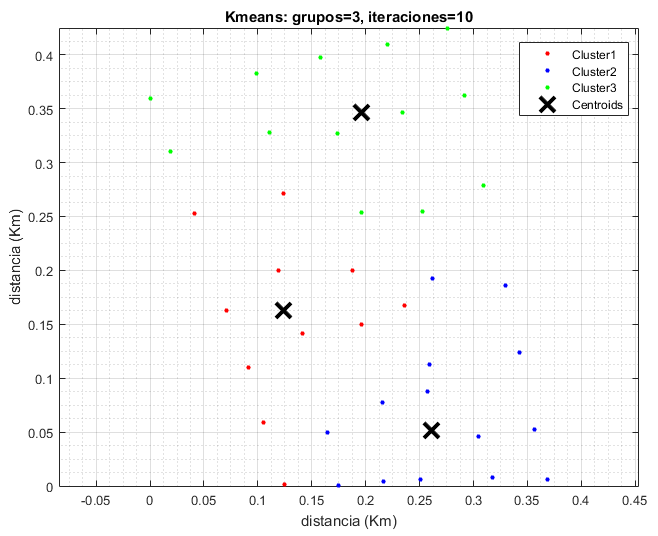 Kmeans: grupos=3, iteraciones=10
Cluster1
Cluster2
Cluster3
Centroids
distancia (Km)
0.4
0.35
0.3
0.25
0.2
0.15
0.1
0.05
0
-0.05 0 0.05 0.1 0.15 0.2 0.25 0.3 0.35 0.4 0.45
distancia (Km)